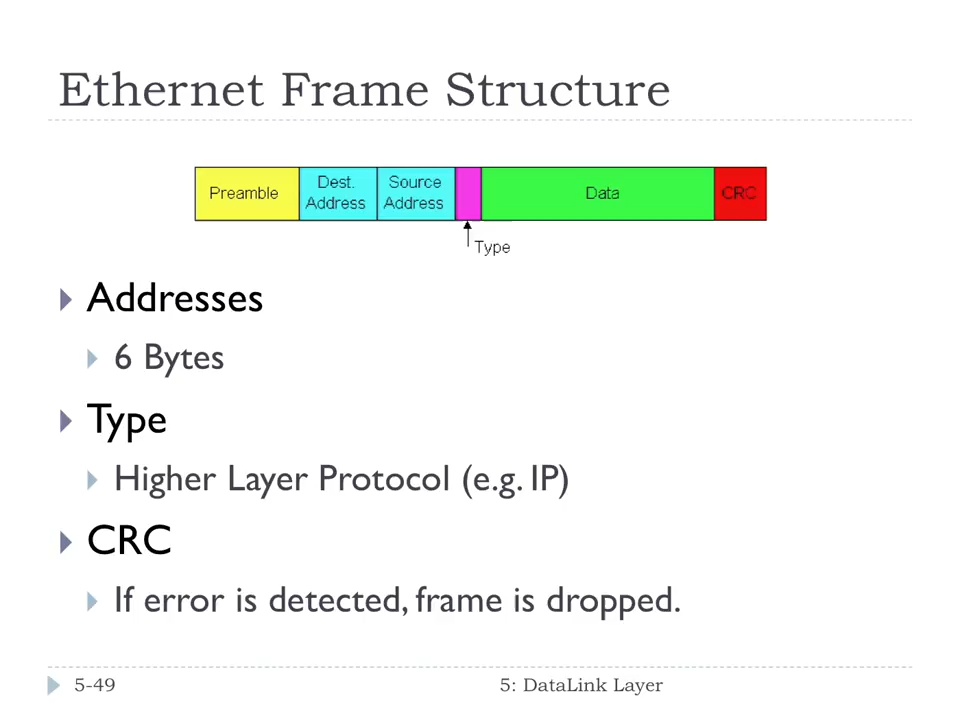 Ethernet Frame Structure
Preamble
Dest.
Address
Source
Address
Data
CRC
Type
Addresses
6 Bytes
Type
Higher Layer Protocol (e.g. IP)
CRC
If error is detected, frame is dropped.
5-49
5: DataLink Layer